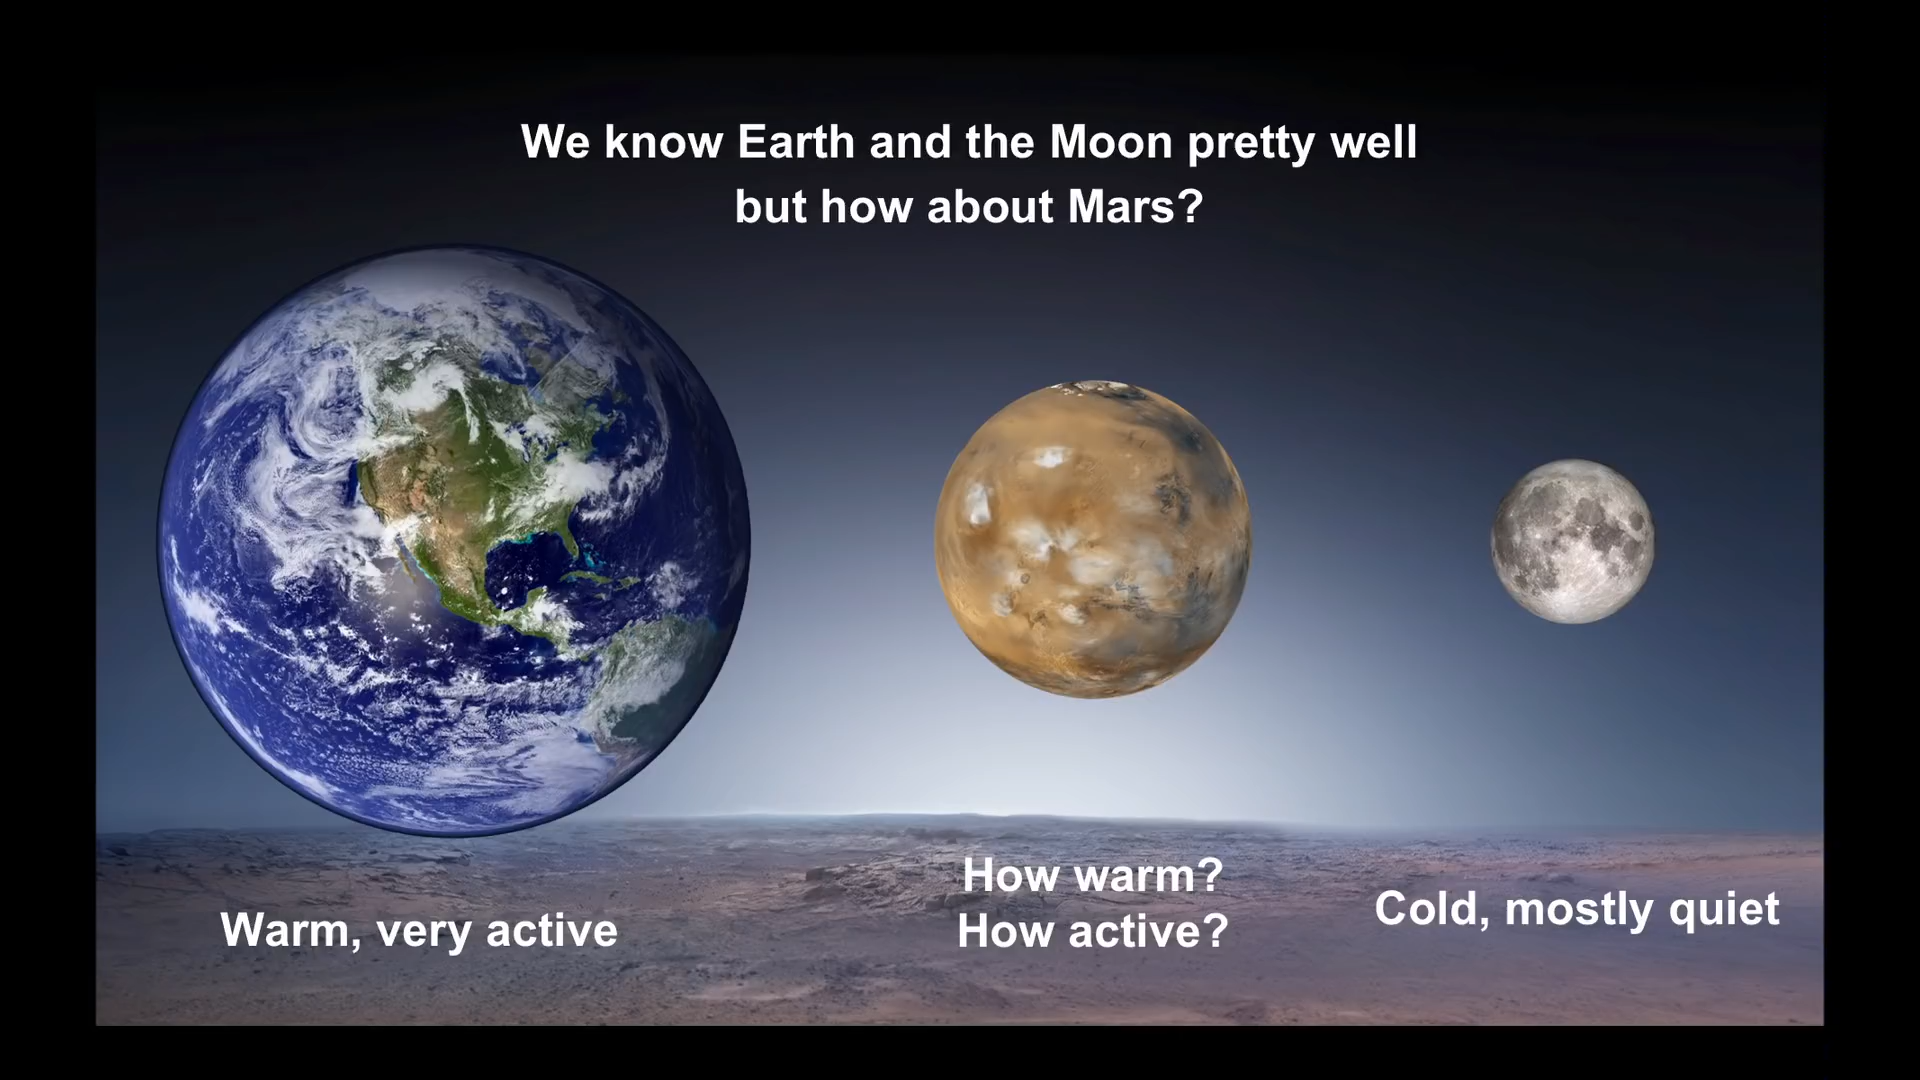 We know Earth and the Moon pretty well
but how about Mars?
Warm, very active
How warm?
How active?
Cold, mostly quiet